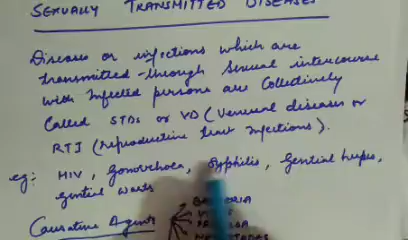 SEXUALLY TRANSMITTED DISEASES
Diseases or infections which are
transmitted through sexual intercourse
with infected persons are collectively
called STDs or VD (Venereal diseases or
RTI (reproductive tract infections).
eg: HIV, Gonorrhoea, Syphilis, Genital herpes,
genital warts
Causative Agents
BACTERIA